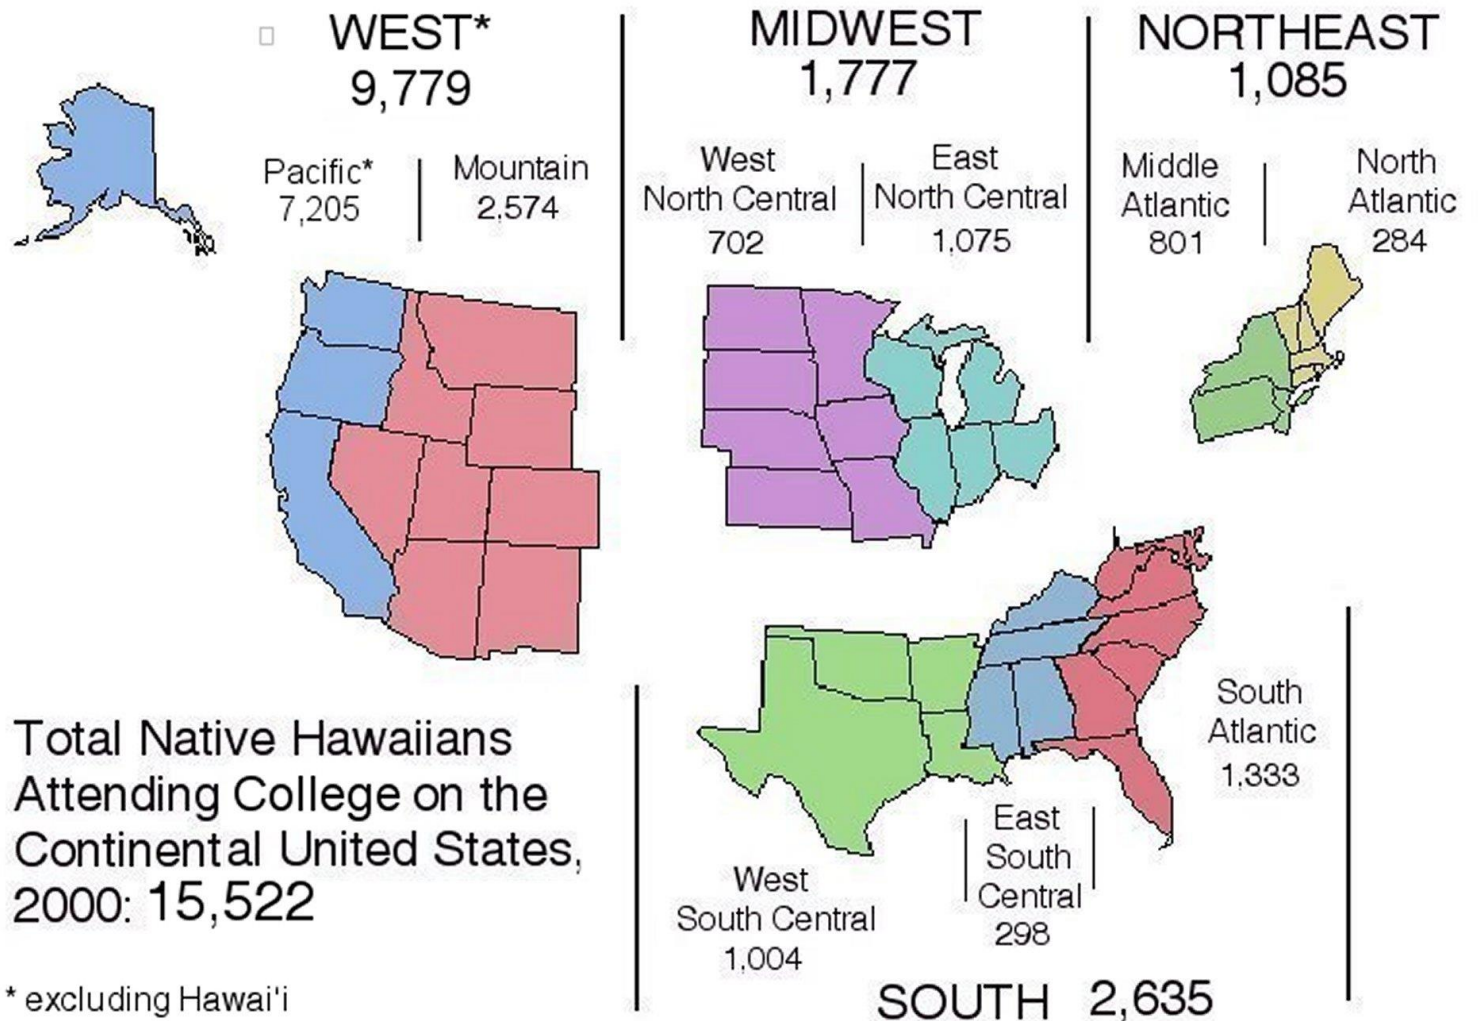 WEST*
9,779
Pacific*
7,205
Mountain
2,574
MIDWEST
1,777
West
North Central
702
East
North Central
1,075
NORTHEAST
1,085
Middle
Atlantic
801
North
Atlantic
284
South
Atlantic
1,333
East
South
Central
298
West
South Central
1,004
SOUTH 2,635
Total Native Hawaiians
Attending College on the
Continental United States,
2000: 15,522
* excluding Hawai'i